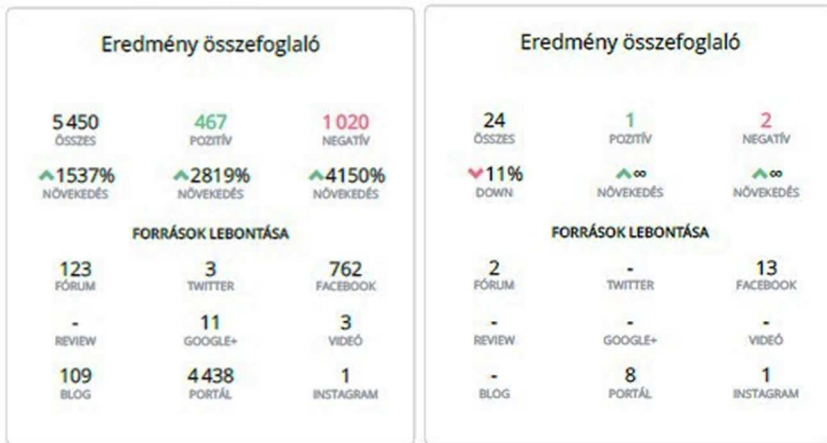 Eredmény összefoglaló
5 450 467 1 020
ÖSSZES POZITÍV NEGATÍV
1537% 2819% 4150%
NÖVEKEDÉS NÖVEKEDÉS NÖVEKEDÉS
FORRÁSOK LEBONTÁSA
123 3 762
FÓRUM TWITTER FACEBOOK
- 11 3
REVIEW GOOGLE+ VIDEÓ
109 4 438 1
BLOG PORTÁL INSTAGRAM
Eredmény összefoglaló
24 1 2
ÖSSZES POZITÍV NEGATÍV
11% ∞ ∞
DOWN NÖVEKEDÉS NÖVEKEDÉS
FORRÁSOK LEBONTÁSA
2 - 13
FÓRUM TWITTER FACEBOOK
- - -
REVIEW GOOGLE+ VIDEÓ
- 8 1
BLOG PORTÁL INSTAGRAM